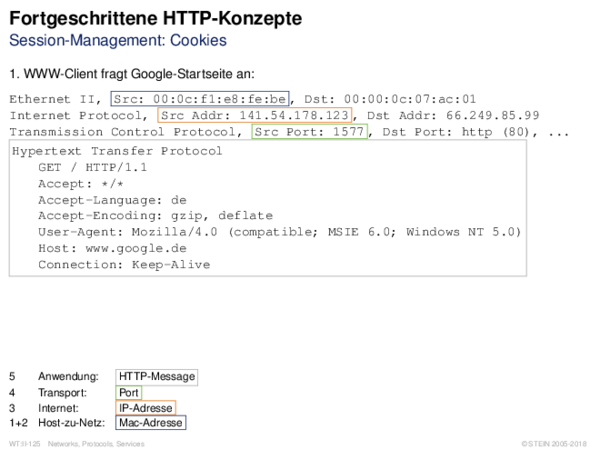 Fortgeschrittene HTTP-Konzepte
Session-Management: Cookies
1. WWW-Client fragt Google-Startseite an:
Ethernet II, Src: 00:0c:f1:e8:fe:be, Dst: 00:00:0c:07:ac:01
Internet Protocol, Src Addr: 141.54.178.123, Dst Addr: 66.249.85.99
Transmission Control Protocol, Src Port: 1577, Dst Port: http (80), ...
Hypertext Transfer Protocol
GET / HTTP/1.1
Accept: */*
Accept-Language: de
Accept-Encoding: gzip, deflate
User-Agent: Mozilla/4.0 (compatible; MSIE 6.0; Windows NT 5.0)
Host: www.google.de
Connection: Keep-Alive
5 Anwendung: HTTP-Message
4 Transport: Port
3 Internet: IP-Adresse
1+2 Host-zu-Netz: Mac-Adresse
WT:II-125 Networks, Protocols, Services © STEIN 2005-2018